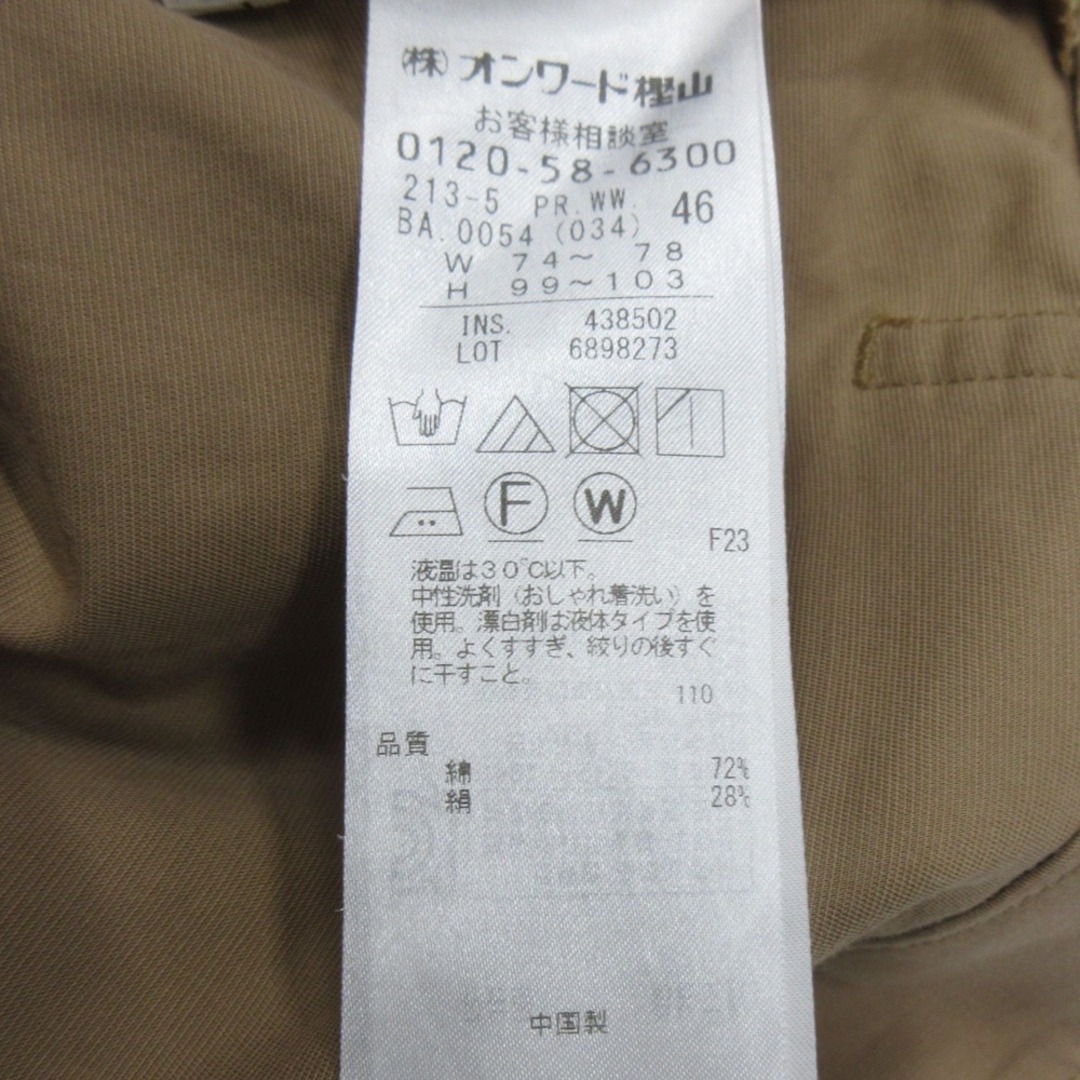 (株)オンワード樫山
お客様相談室
0120-58-6300
213-5 PR.WW. 46
BA.0054(034)
W 74～ 78
H 99～103
INS. 438502
LOT 6898273
F
W
F23
液温は30℃以下。
中性洗剤（おしゃれ着洗い）を
使用。漂白剤は液体タイプを使
用。よくすすぎ、絞りの後すぐ
に干すこと。
110
品質
綿 72%
絹 28%
中国製